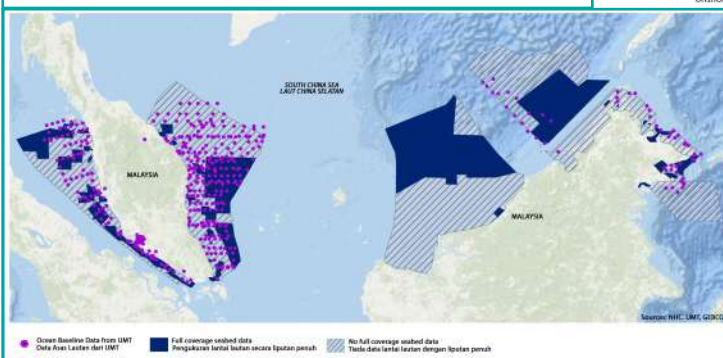 SOUTH CHINA SEA
LAUT CHINA SELATAN
MALAYSIA
MALAYSIA
Sources: NHC, UMT, GEBCO
Ocean Baseline Data from UMT
Data Asas Lautan dari UMT
Full coverage seabed data
Pengukuran lantai lautan secara liputan penuh
No full coverage seabed data
Tiada data lantai lautan dengan liputan penuh